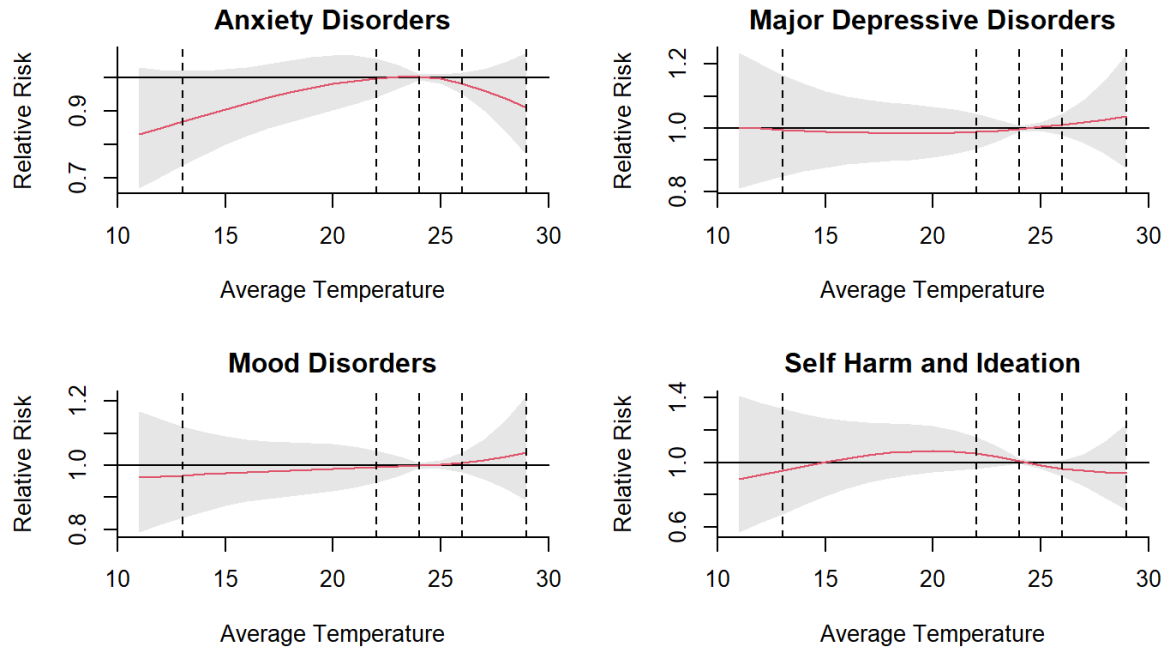 Anxiety Disorders
Relative Risk
0.7 0.9
10 15 20 25 30
Average Temperature
Major Depressive Disorders
Relative Risk
0.8 1.0 1.2
10 15 20 25 30
Average Temperature
Mood Disorders
Relative Risk
0.8 1.0 1.2
10 15 20 25 30
Average Temperature
Self Harm and Ideation
Relative Risk
0.6 1.0 1.4
10 15 20 25 30
Average Temperature